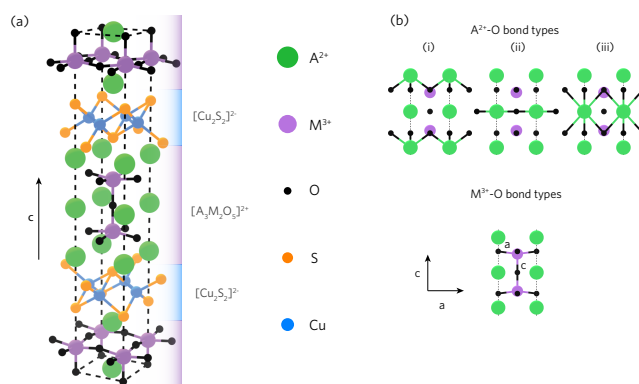 (a)
c
[Cu₂S₂]²⁻
[A₃M₂O₅]²⁺
[Cu₂S₂]²⁻
A²⁺
M³⁺
O
S
Cu
(b)
A²⁺-O bond types
(i) (ii) (iii)
M³⁺-O bond types
a
c
c
a